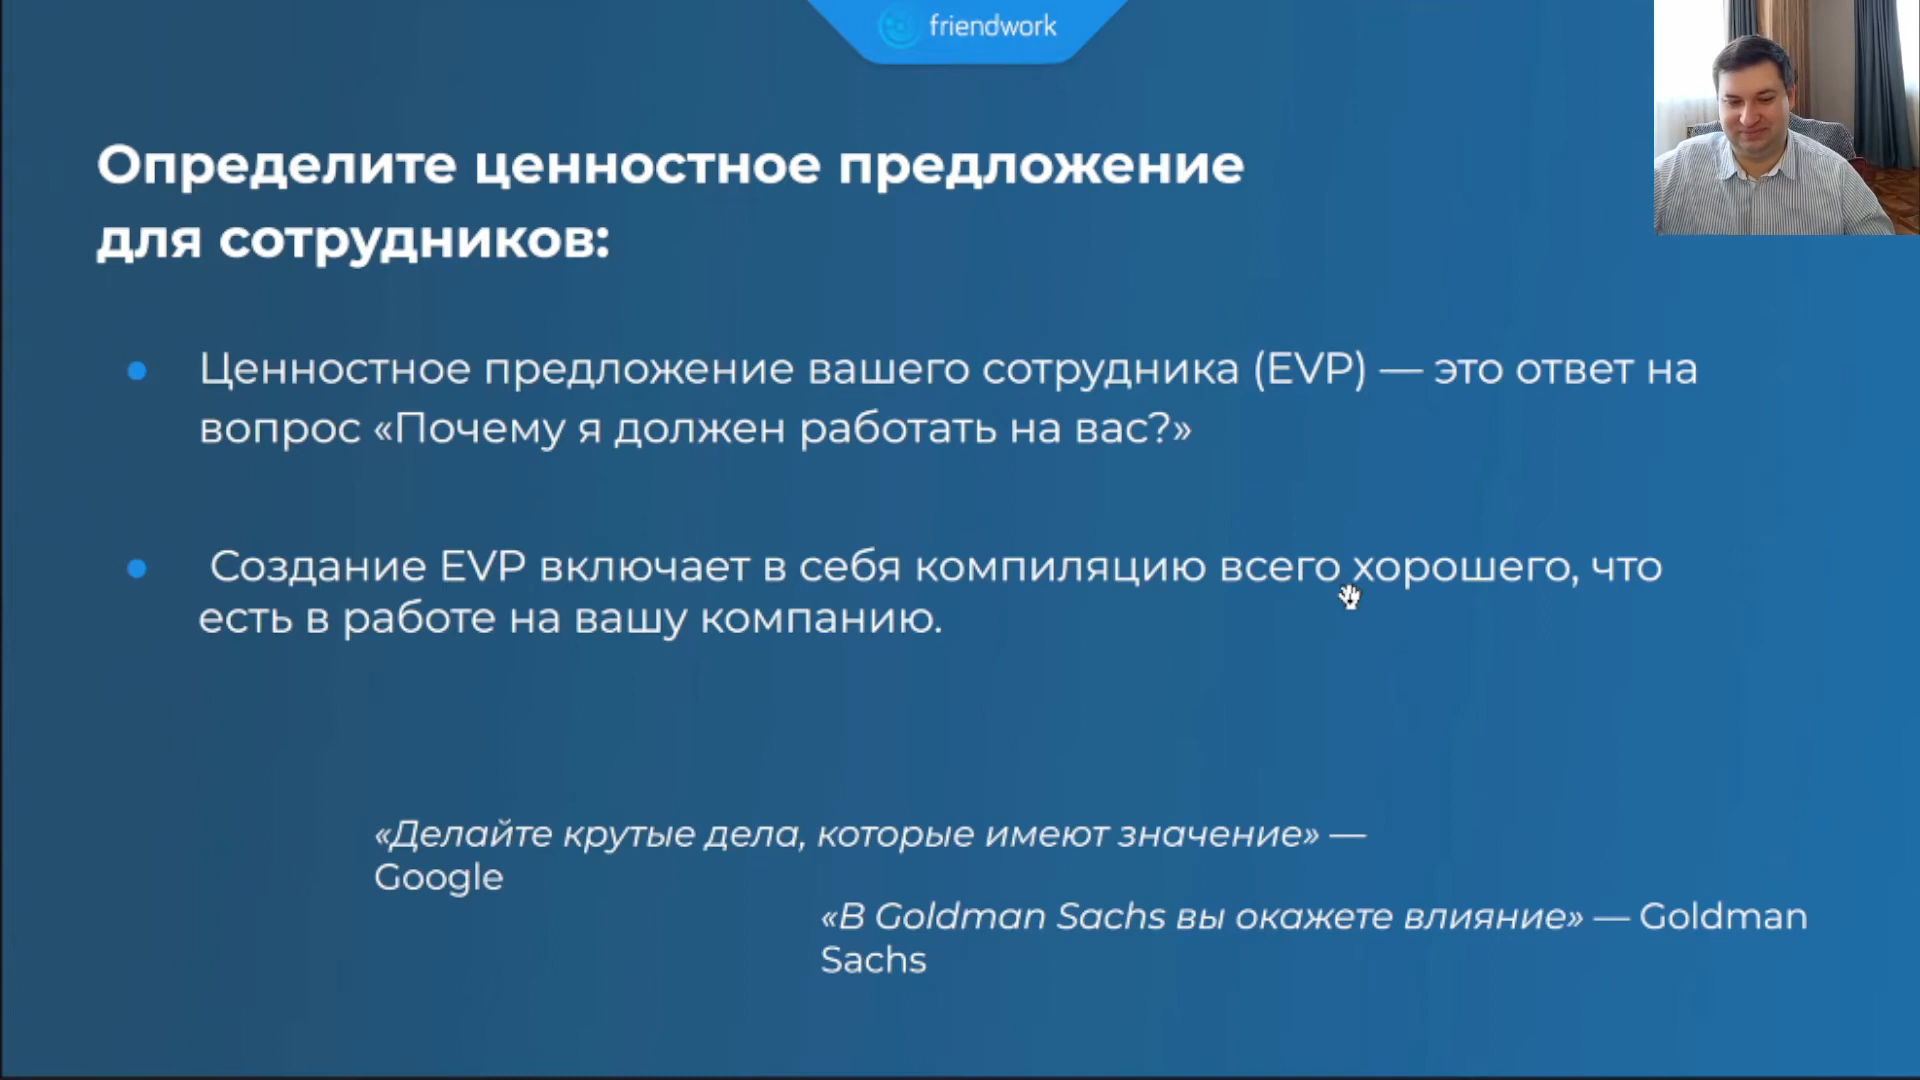 friendwork
Определите ценностное предложение
для сотрудников:
Ценностное предложение вашего сотрудника (EVP) — это ответ на
вопрос «Почему я должен работать на вас?»
Создание EVP включает в себя компиляцию всего хорошего, что
есть в работе на вашу компанию.
«Делайте крутые дела, которые имеют значение» —
Google
«В Goldman Sachs вы окажете влияние» — Goldman
Sachs